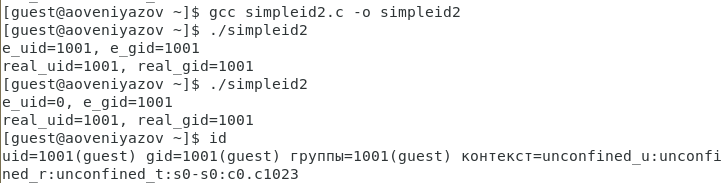 [guest@aoveniyazov ~]$ gcc simpleid2.c -o simpleid2
[guest@aoveniyazov ~]$ ./simpleid2
e_uid=1001, e_gid=1001
real_uid=1001, real_gid=1001
[guest@aoveniyazov ~]$ ./simpleid2
e_uid=0, e_gid=1001
real_uid=1001, real_gid=1001
[guest@aoveniyazov ~]$ id
uid=1001(guest) gid=1001(guest) группы=1001(guest) контекст=unconfined_u:unconfi
ned_r:unconfined_t:s0-s0:c0.c1023